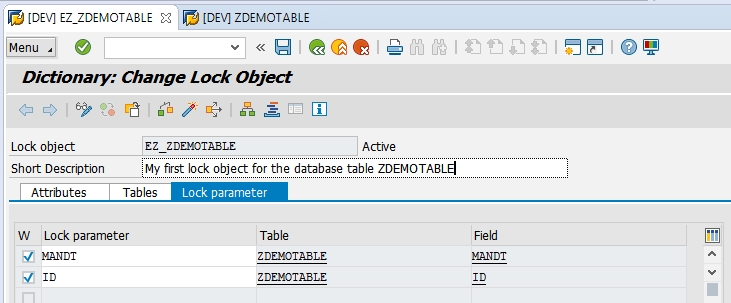 [DEV] EZ_ZDEMOTABLE [DEV] ZDEMOTABLE
Menu
Dictionary: Change Lock Object
Lock object EZ_ZDEMOTABLE Active
Short Description My first lock object for the database table ZDEMOTABLE
Attributes Tables Lock parameter
W Lock parameter Table Field
MANDT ZDEMOTABLE MANDT
ID ZDEMOTABLE ID